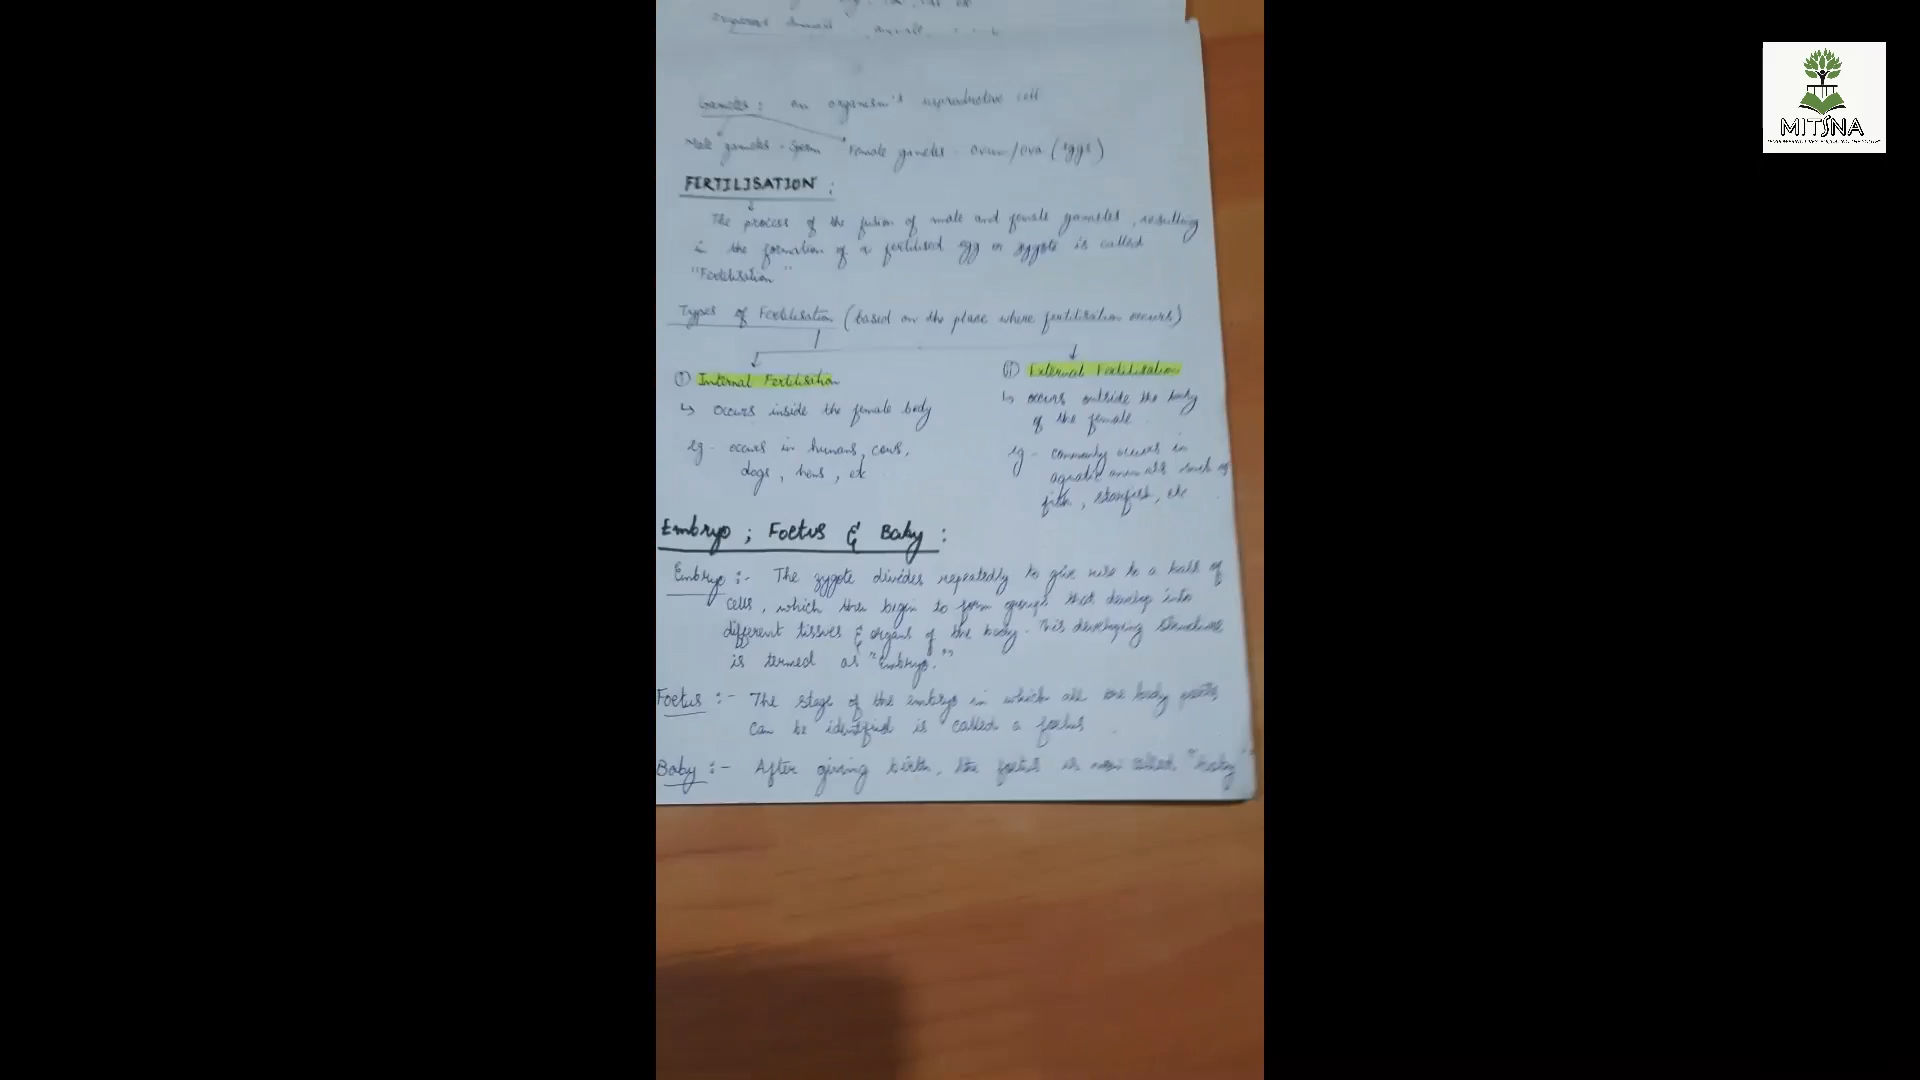 Gametes : an organism's reproductive cell
Male gametes - Sperm Female gametes - ovum/ova (eggs)
FERTILISATION :
The process of the fusion of male and female gametes, resulting
in the formation of a fertilised egg or zygote is called
"Fertilisation"
Types of Fertilisation (based on the place where fertilisation occurs)
(i) Internal Fertilisation
↳ occurs inside the female body
eg - occurs in humans, cows,
dogs, hens, etc
(ii) External Fertilisation
↳ occurs outside the body
of the female
eg - commonly occurs in
aquatic animals such as
fish, starfish, etc
Embryo ; Foetus & Baby :
Embryo :- The zygote divides repeatedly to give rise to a ball of
cells, which then begin to form groups that develop into
different tissues & organs of the body. This developing structure
is termed as "Embryo."
Foetus :- The stage of the embryo in which all the body parts
can be identified is called a foetus
Baby :- After giving birth, the foetus is now called "baby"
MITSNA